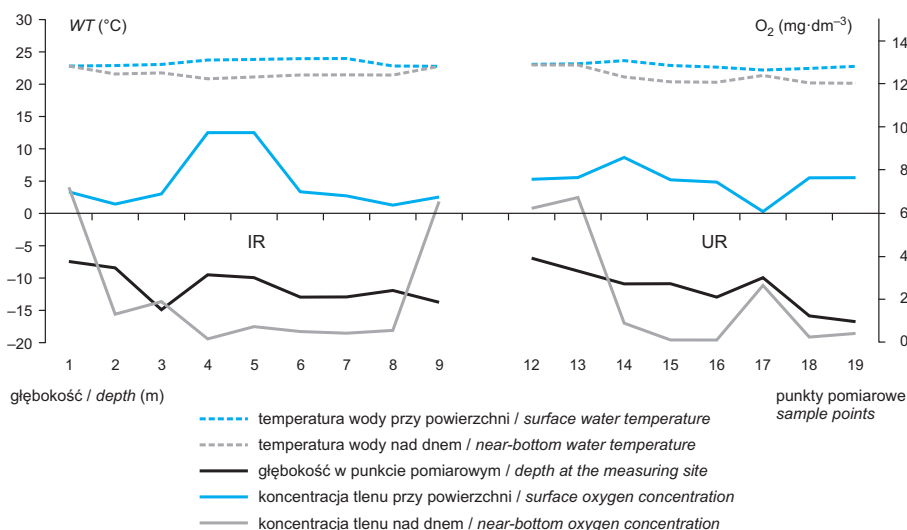 WT (°C)
O₂ (mg·dm⁻³)
30
25
20
15
10
5
0
–5
–10
–15
–20
14
12
10
8
6
4
2
0
IR
UR
1 2 3 4 5 6 7 8 9 12 13 14 15 16 17 18 19
głębokość / depth (m)
punkty pomiarowe
sample points
temperatura wody przy powierzchni / surface water temperature
temperatura wody nad dnem / near-bottom water temperature
głębokość w punkcie pomiarowym / depth at the measuring site
koncentracja tlenu przy powierzchni / surface oxygen concentration
koncentracja tlenu nad dnem / near-bottom oxygen concentration